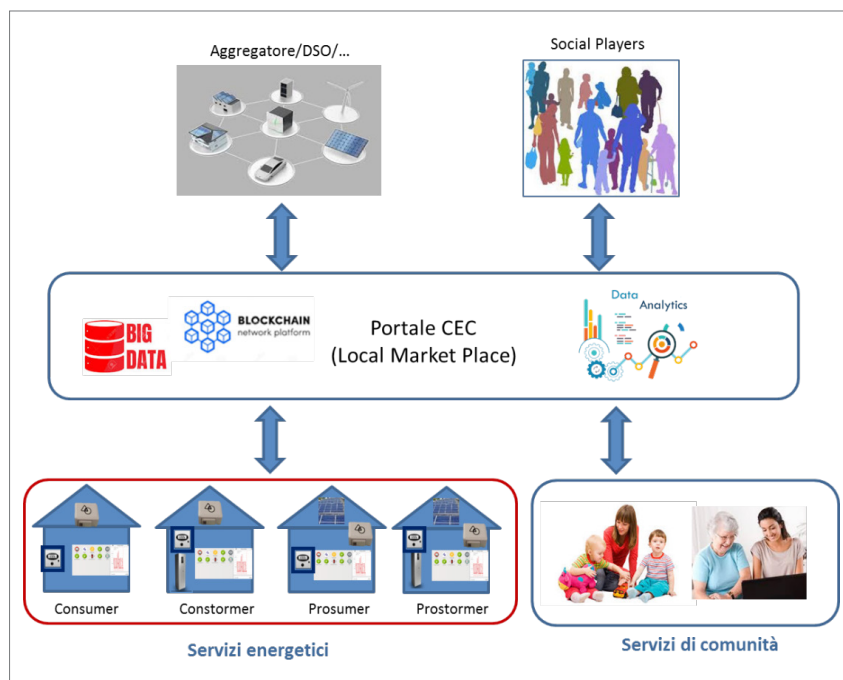 Aggregatore/DSO/...
Social Players
BIG
DATA
BLOCKCHAIN
network platform
Portale CEC
(Local Market Place)
Data
Analytics
Consumer
Constormer
Prosumer
Prostormer
Servizi energetici
Servizi di comunità